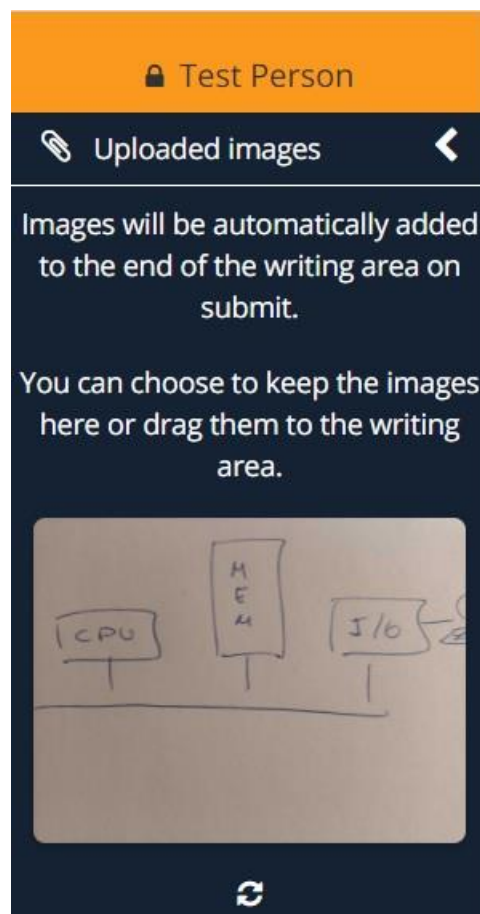 Test Person
Uploaded images
Images will be automatically added
to the end of the writing area on
submit.
You can choose to keep the images
here or drag them to the writing
area.
MEM
CPU
I/O